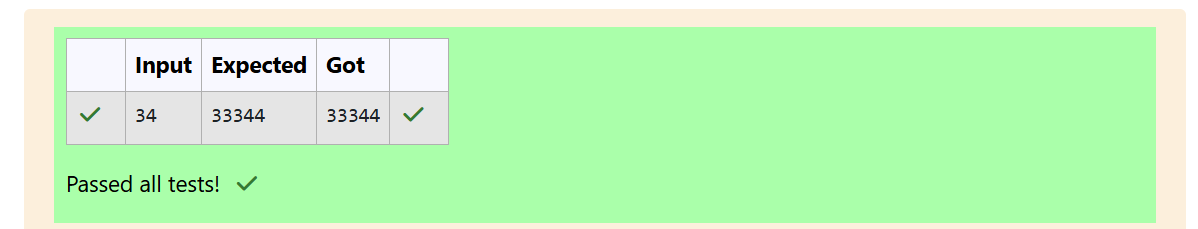 Input Expected Got
34 33344 33344
Passed all tests!